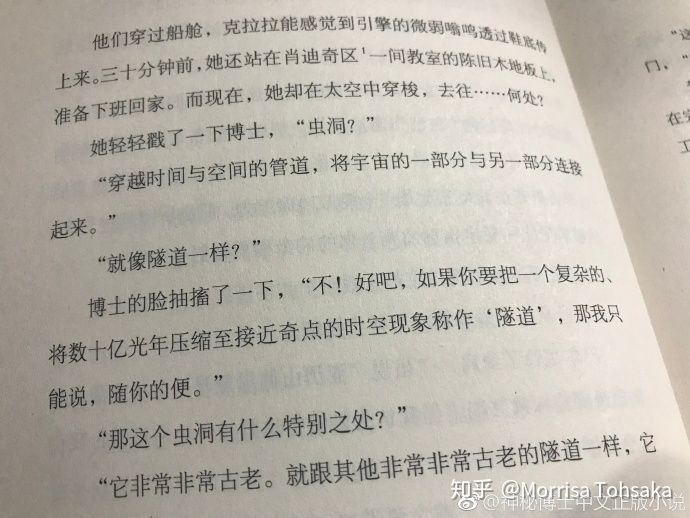 他们穿过船舱，克拉拉能感觉到引擎的微弱嗡鸣透过鞋底传
上来。三十分钟前，她还站在肖迪奇区¹一间教室的陈旧木地板上，
准备下班回家。而现在，她却在太空中穿梭，去往……何处？
她轻轻戳了一下博士，“虫洞？”
“穿越时间与空间的管道，将宇宙的一部分与另一部分连接
起来。”
“就像隧道一样？”
博士的脸抽搐了一下，“不！好吧，如果你要把一个复杂的、
将数十亿光年压缩至接近奇点的时空现象称作‘隧道’，那我只
能说，随你的便。”
“那这个虫洞有什么特别之处？”
“它非常非常古老。就跟其他非常非常古老的隧道一样，它
“这
门，“
在
工
知乎 @Morrisa Tohsaka
@神秘博士中文正版小说